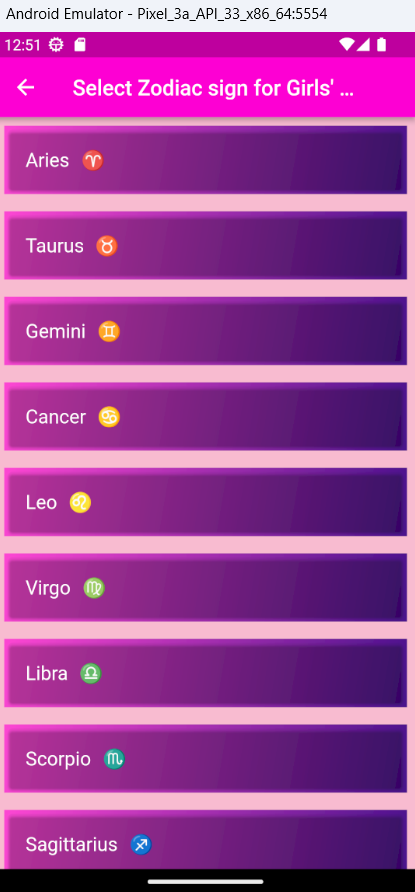 Android Emulator - Pixel_3a_API_33_x86_64:5554
12:51
Select Zodiac sign for Girls' ...
Aries ♈
Taurus ♉
Gemini ♊
Cancer ♋
Leo ♌
Virgo ♍
Libra ♎
Scorpio ♏
Sagittarius ♐